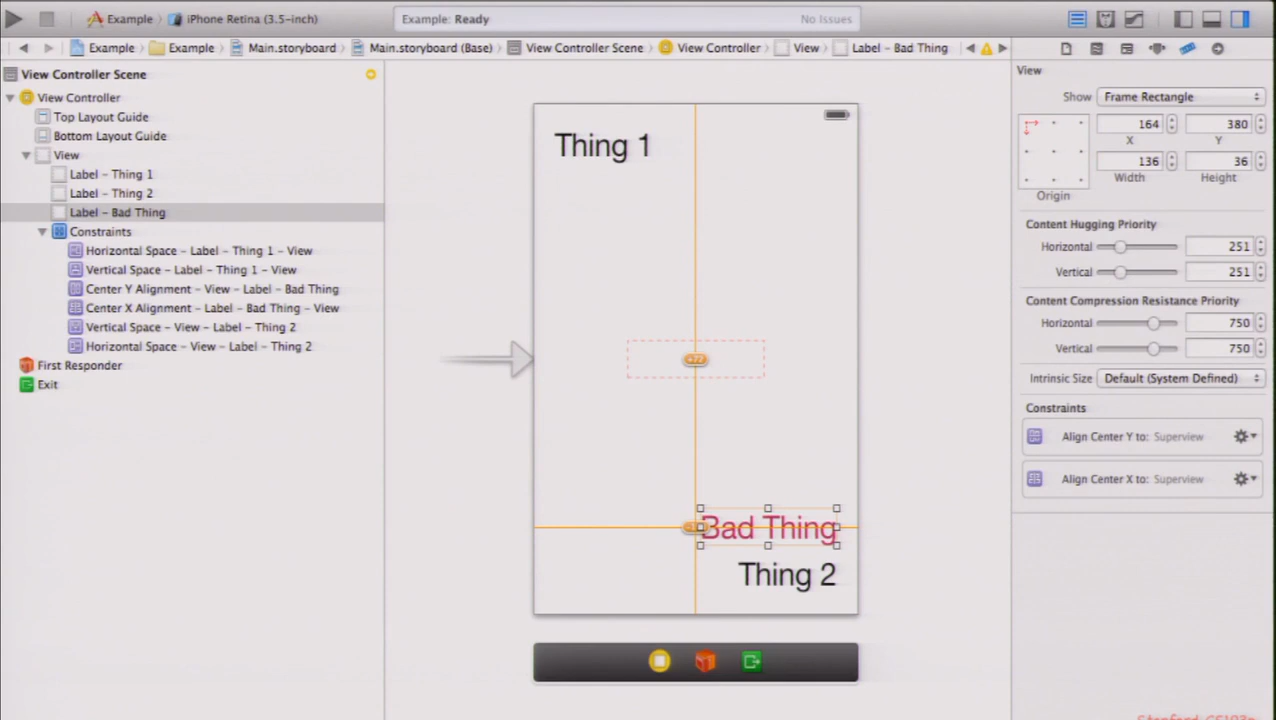 Example
iPhone Retina (3.5-inch)
Example: Ready
No Issues
Example
Example
Main.storyboard
Main.storyboard (Base)
View Controller Scene
View Controller
View
Label - Bad Thing
View Controller Scene
View Controller
Top Layout Guide
Bottom Layout Guide
View
Label - Thing 1
Label - Thing 2
Label - Bad Thing
Constraints
Horizontal Space - Label - Thing 1 - View
Vertical Space - Label - Thing 1 - View
Center Y Alignment - View - Label - Bad Thing
Center X Alignment - Label - Bad Thing - View
Vertical Space - View - Label - Thing 2
Horizontal Space - View - Label - Thing 2
First Responder
Exit
Thing 1
Bad Thing
Thing 2
View
Show Frame Rectangle
164 380
X Y
136 36
Width Height
Origin
Content Hugging Priority
Horizontal 251
Vertical 251
Content Compression Resistance Priority
Horizontal 750
Vertical 750
Intrinsic Size Default (System Defined)
Constraints
Align Center Y to: Superview
Align Center X to: Superview